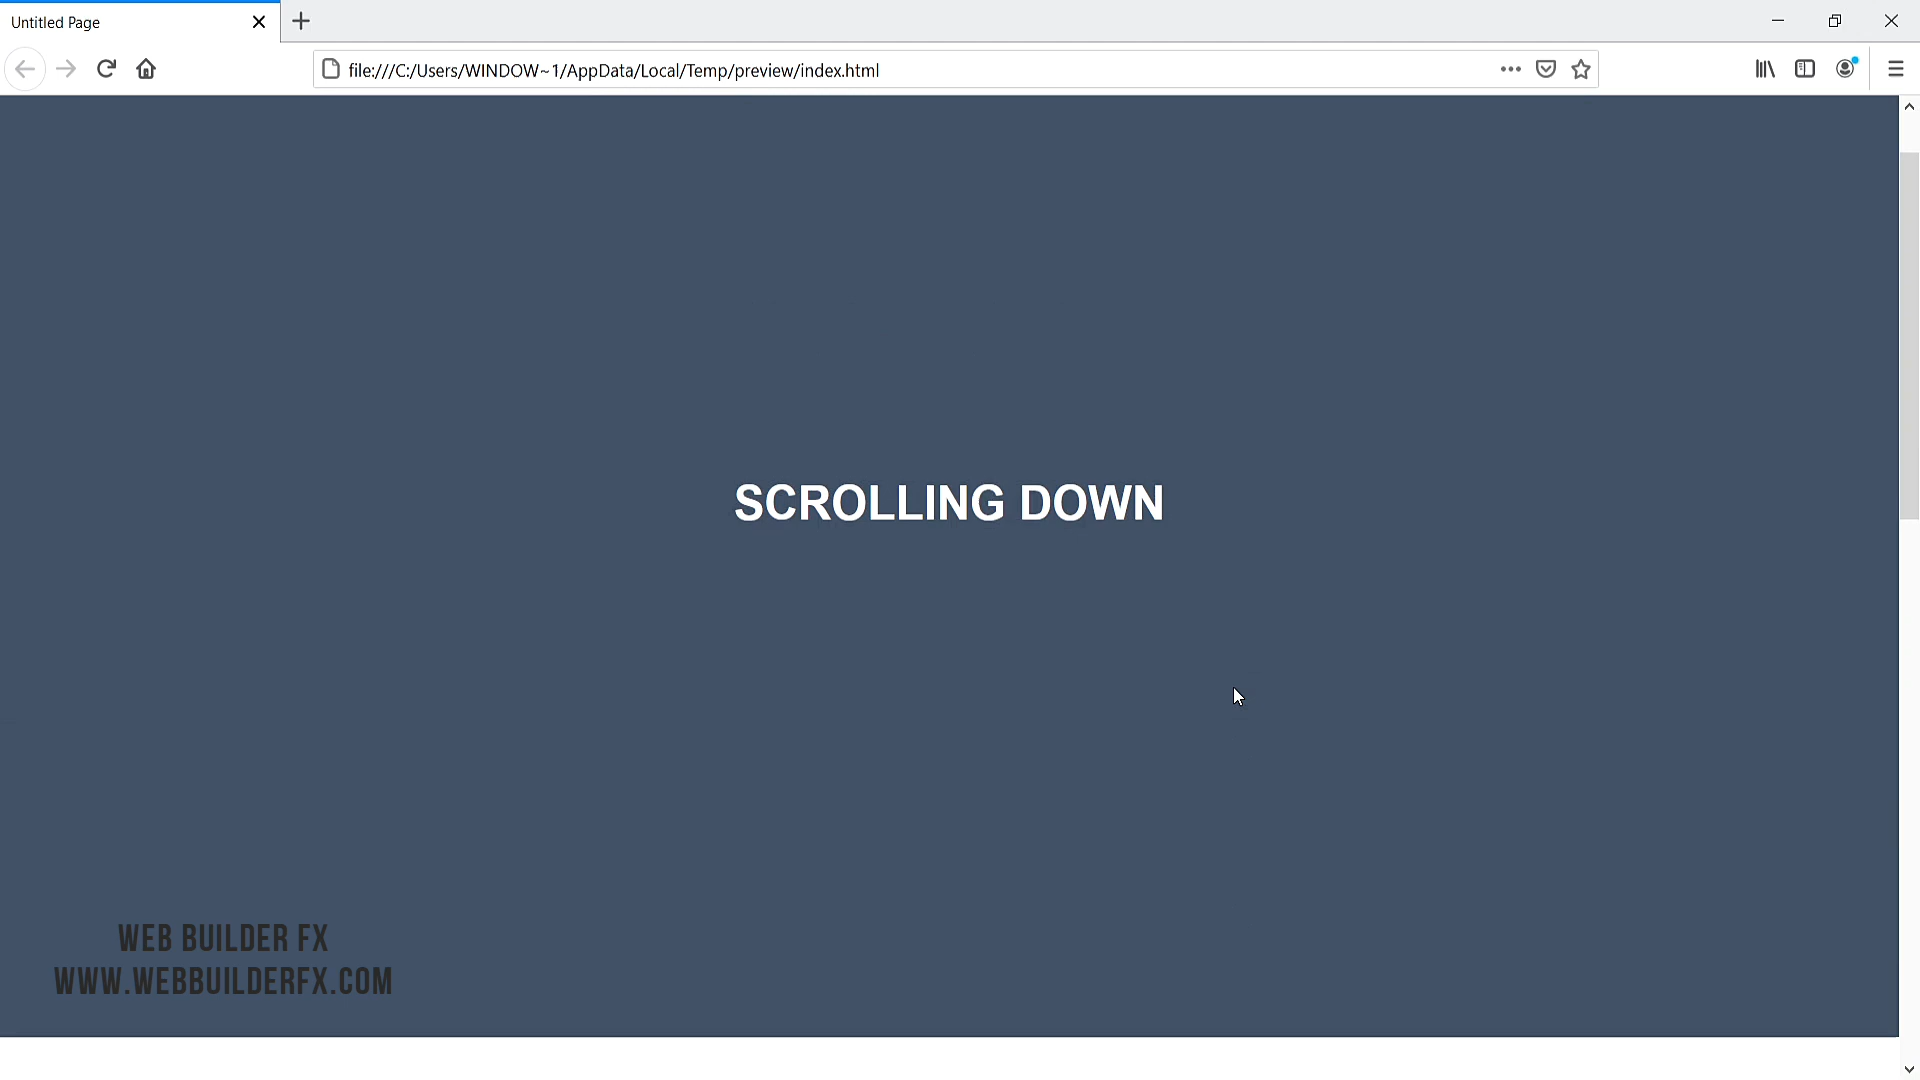 Untitled Page
file:///C:/Users/WINDOW~1/AppData/Local/Temp/preview/index.html
SCROLLING DOWN
WEB BUILDER FX
WWW.WEBBUILDERFX.COM